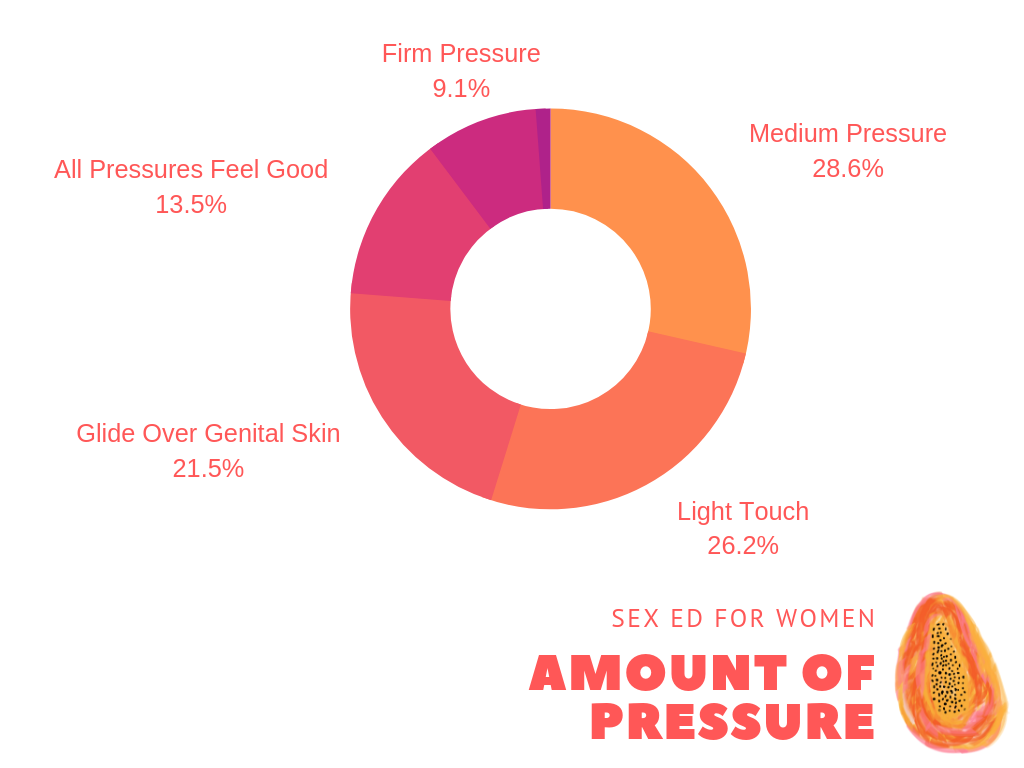 Firm Pressure
9.1%
Medium Pressure
28.6%
All Pressures Feel Good
13.5%
Glide Over Genital Skin
21.5%
Light Touch
26.2%
SEX ED FOR WOMEN
AMOUNT OF
PRESSURE